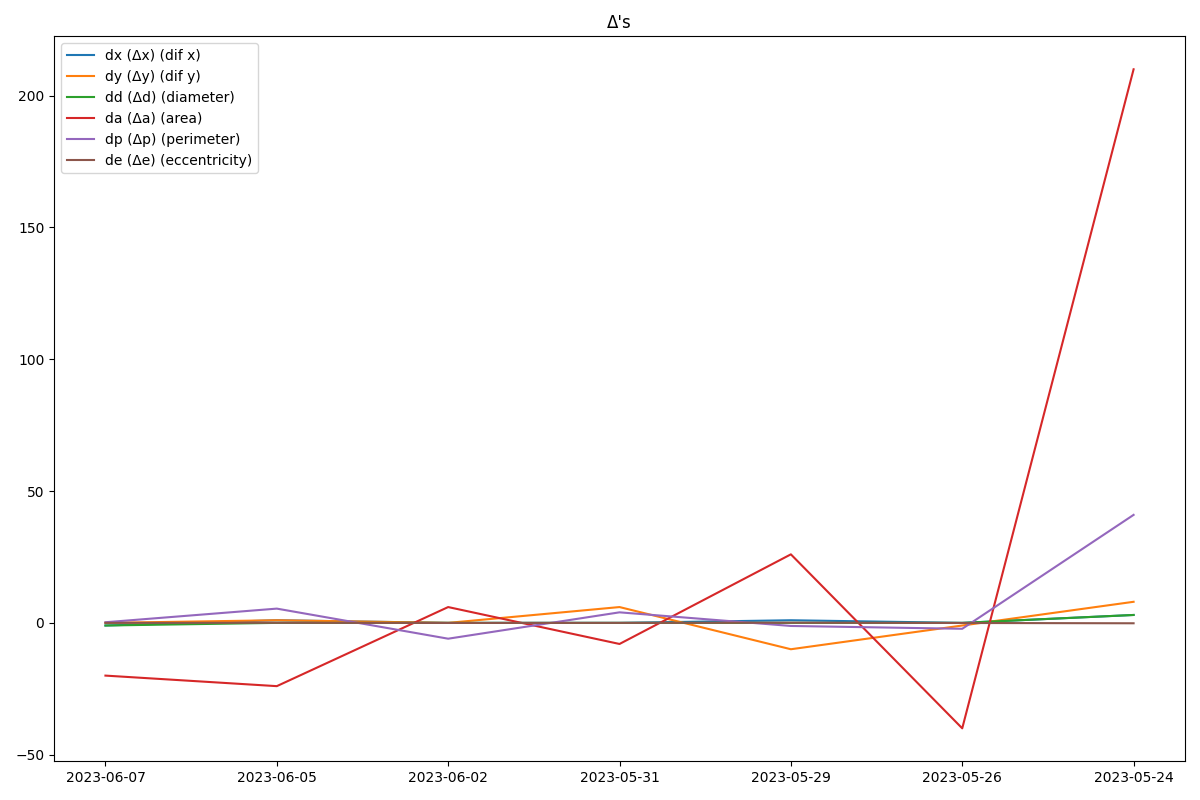 Δ's
dx (Δx) (dif x)
dy (Δy) (dif y)
dd (Δd) (diameter)
da (Δa) (area)
dp (Δp) (perimeter)
de (Δe) (eccentricity)
200
150
100
50
0
−50
2023-06-07 2023-06-05 2023-06-02 2023-05-31 2023-05-29 2023-05-26 2023-05-24